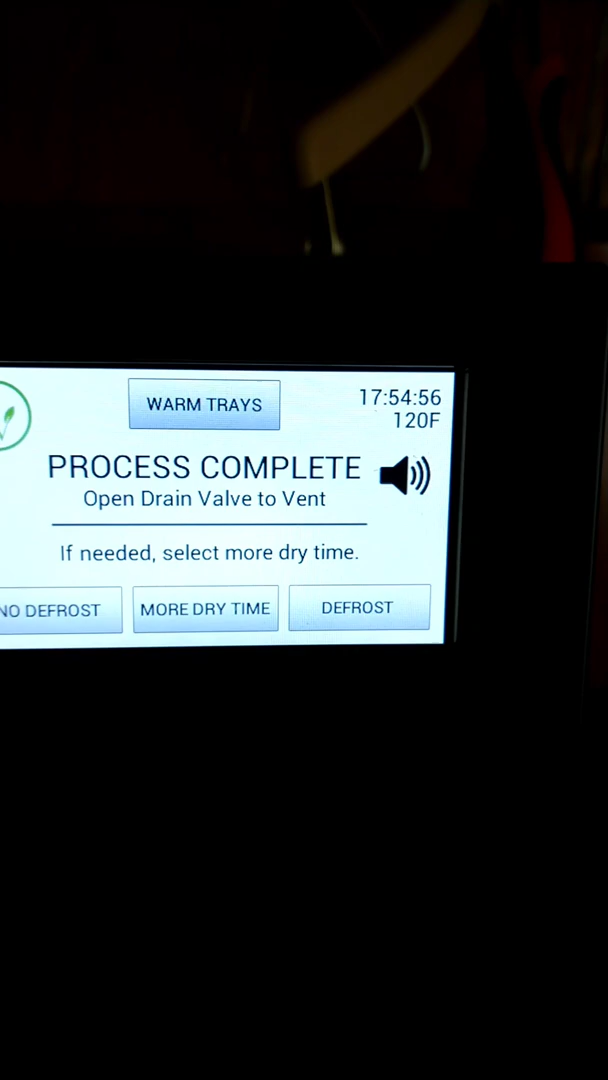 WARM TRAYS
17:54:56
120F
PROCESS COMPLETE
Open Drain Valve to Vent
If needed, select more dry time.
NO DEFROST
MORE DRY TIME
DEFROST